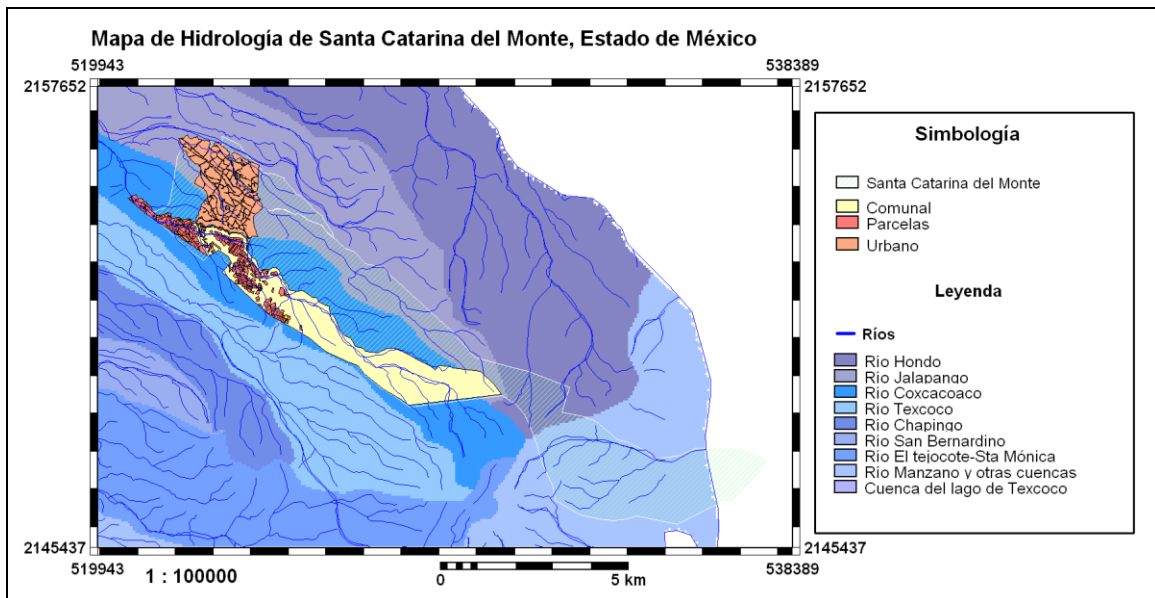 Mapa de Hidrología de Santa Catarina del Monte, Estado de México
519943 538389
2157652 2157652
Simbología
Santa Catarina del Monte
Comunal
Parcelas
Urbano
Leyenda
Ríos
Río Hondo
Río Jalapango
Río Coxcacoaco
Río Texcoco
Río Chapingo
Río San Bernardino
Río El tejocote-Sta Mónica
Río Manzano y otras cuencas
Cuenca del lago de Texcoco
2145437 2145437
519943 538389
1 : 100000
0 5 km